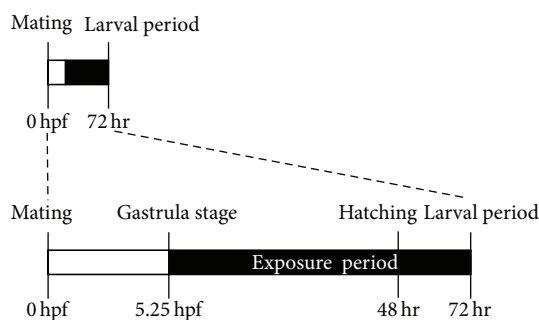 Mating Larval period
0 hpf 72 hr
Mating Gastrula stage Hatching Larval period
Exposure period
0 hpf 5.25 hpf 48 hr 72 hr